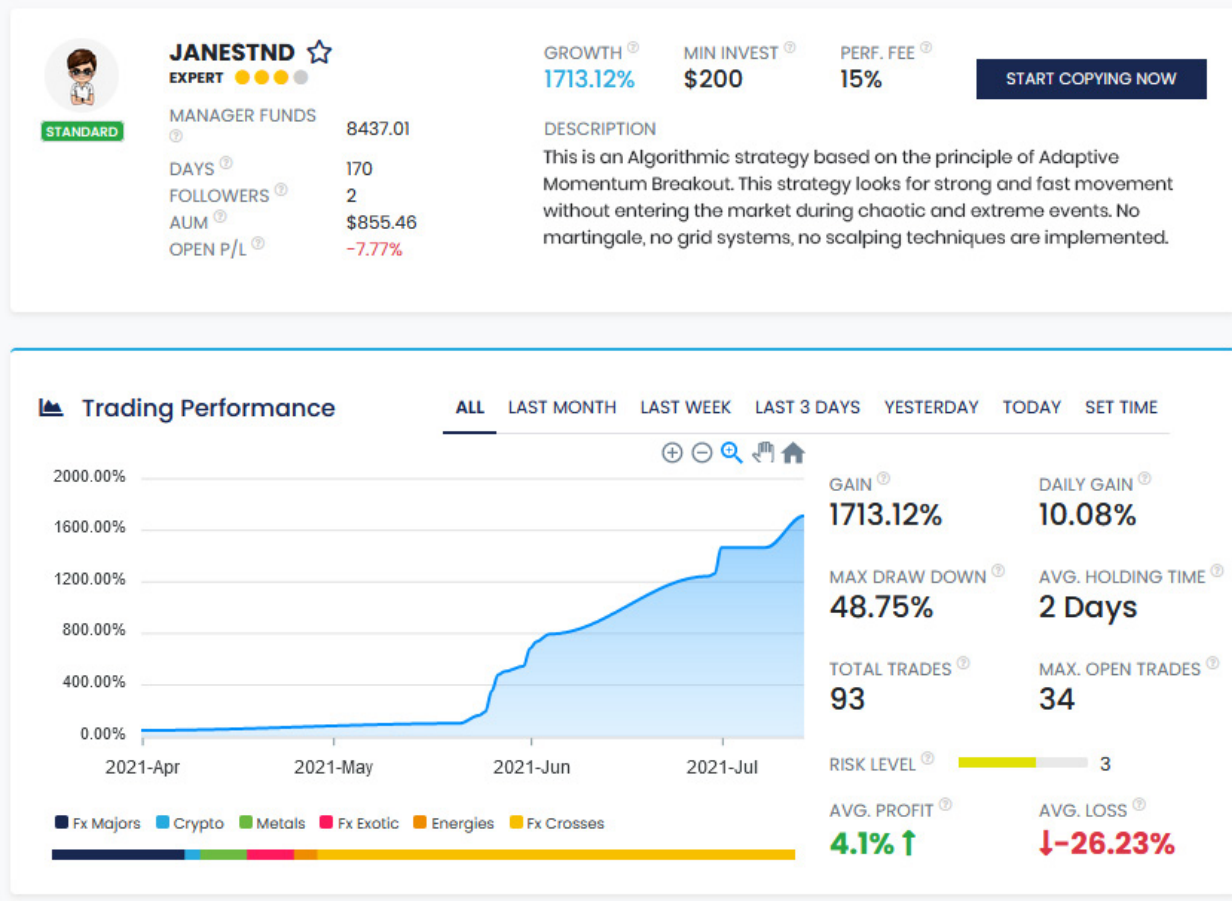 JANESTND
EXPERT
STANDARD
MANAGER FUNDS 8437.01
DAYS 170
FOLLOWERS 2
AUM $855.46
OPEN P/L -7.77%
GROWTH MIN INVEST PERF. FEE
1713.12% $200 15%
START COPYING NOW
DESCRIPTION
This is an Algorithmic strategy based on the principle of Adaptive
Momentum Breakout. This strategy looks for strong and fast movement
without entering the market during chaotic and extreme events. No
martingale, no grid systems, no scalping techniques are implemented.
Trading Performance
ALL LAST MONTH LAST WEEK LAST 3 DAYS YESTERDAY TODAY SET TIME
2000.00%
1600.00%
1200.00%
800.00%
400.00%
0.00%
2021-Apr 2021-May 2021-Jun 2021-Jul
Fx Majors Crypto Metals Fx Exotic Energies Fx Crosses
GAIN DAILY GAIN
1713.12% 10.08%
MAX DRAW DOWN AVG. HOLDING TIME
48.75% 2 Days
TOTAL TRADES MAX. OPEN TRADES
93 34
RISK LEVEL 3
AVG. PROFIT AVG. LOSS
4.1% ↑ ↓-26.23%